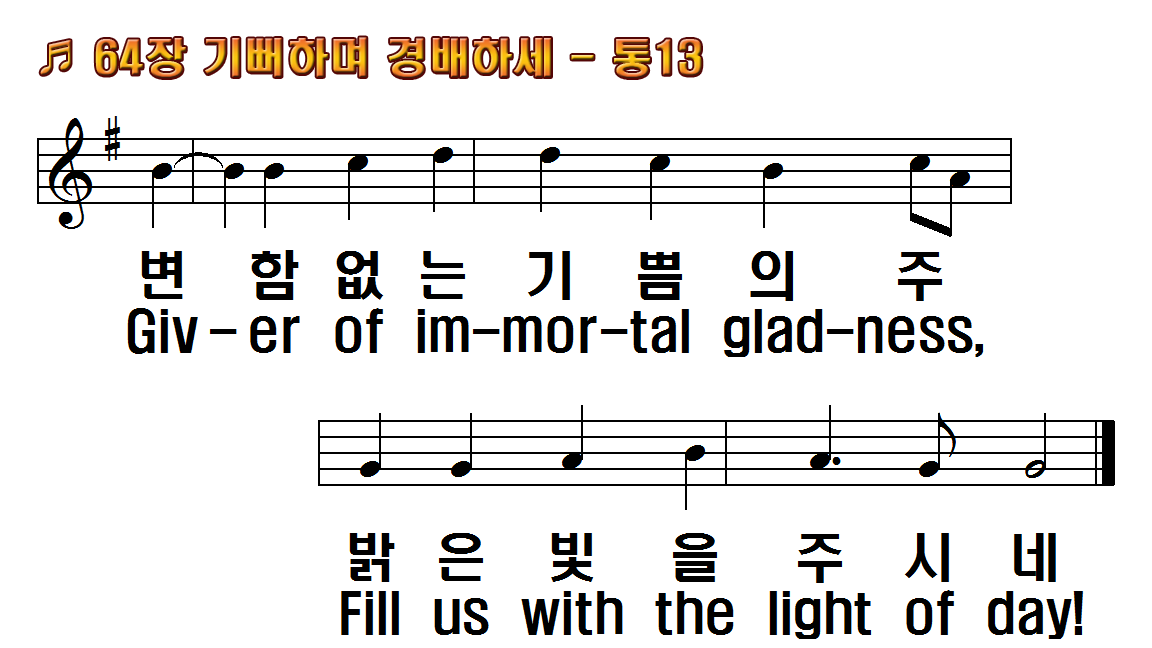 ♬ 64장 기뻐하며 경배하세 - 통13
변 함 없 는 기 쁨 의 주
Giv-er of im-mor-tal glad-ness,
밝 은 빛 을 주 시 네
Fill us with the light of day!